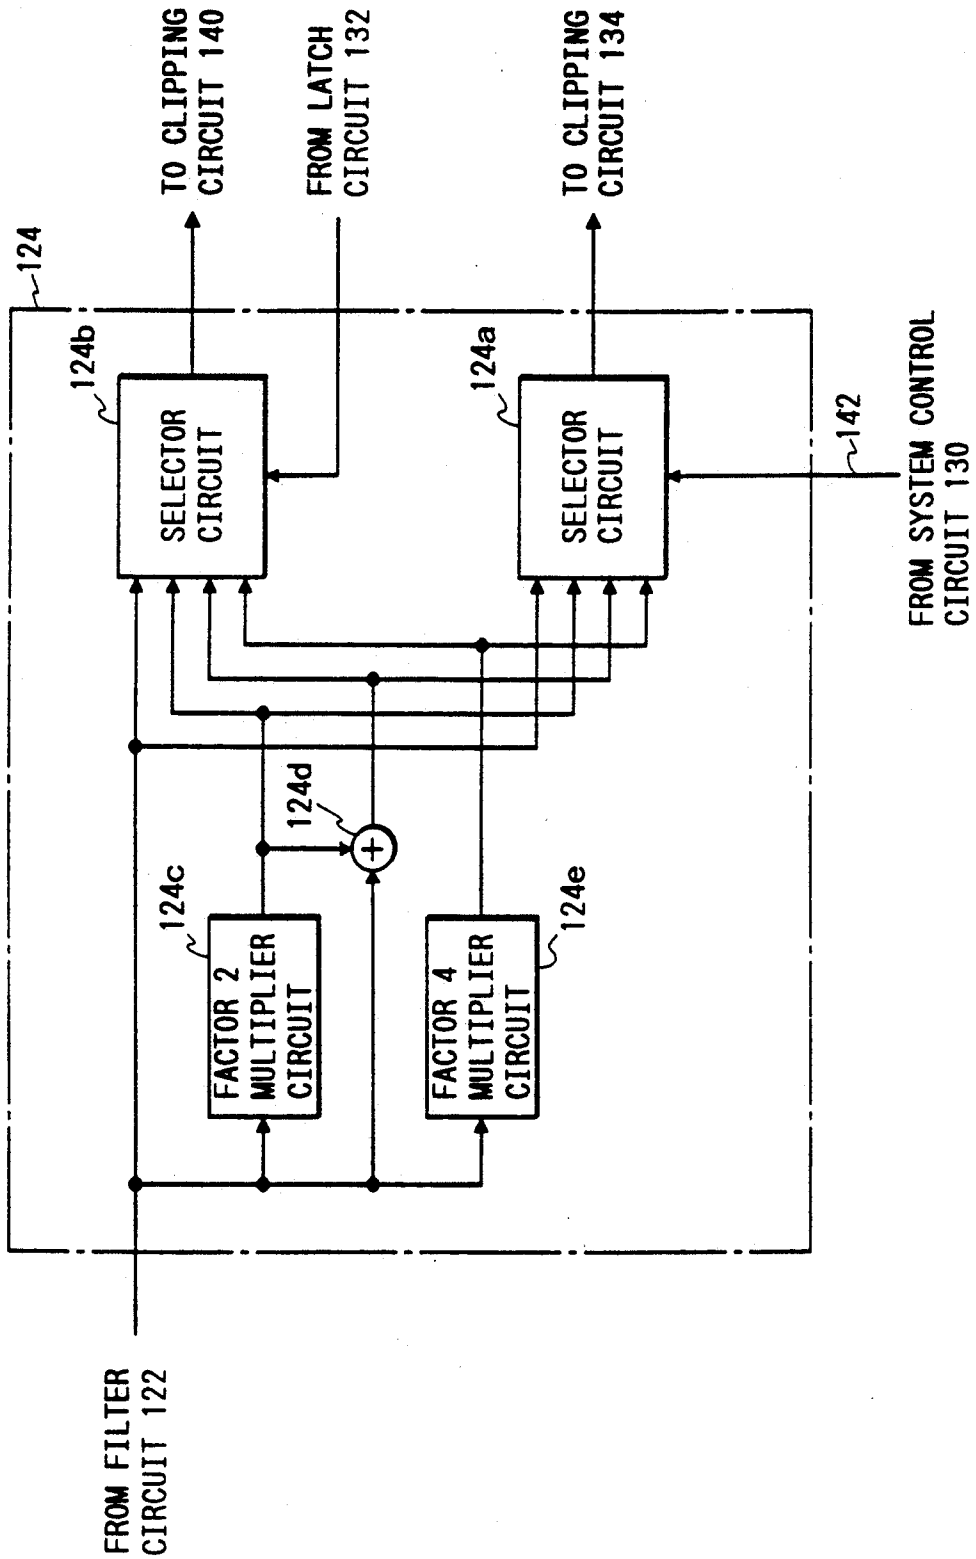 124
TO CLIPPING
CIRCUIT 140
124b
SELECTOR
CIRCUIT
FROM LATCH
CIRCUIT 132
124a
SELECTOR
CIRCUIT
TO CLIPPING
CIRCUIT 134
142
FROM SYSTEM CONTROL
CIRCUIT 130
124c
FACTOR 2
MULTIPLIER
CIRCUIT
124d
+
124e
FACTOR 4
MULTIPLIER
CIRCUIT
FROM FILTER
CIRCUIT 122